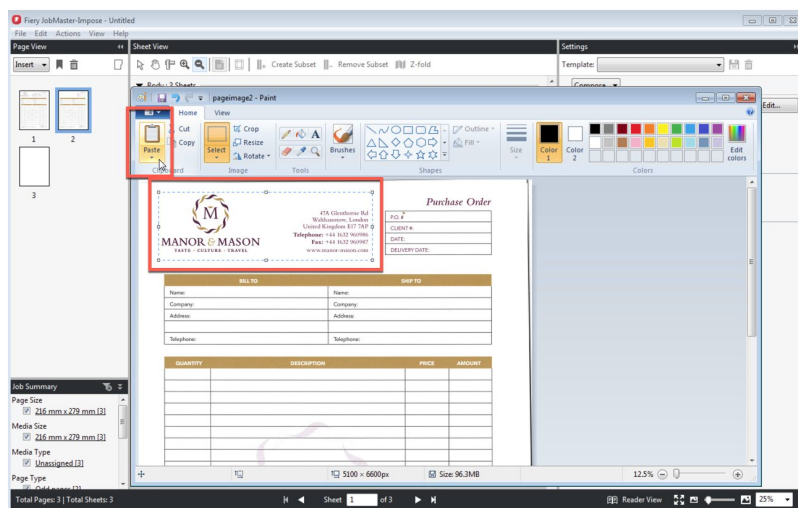 Fiery JobMaster-Impose - Untitled
File Edit Actions View Help
Page View
Sheet View
Settings
Insert
Create Subset
Remove Subset
Z-fold
Template:
Body: 3 Sheets
Compose
Edit...
pageimage2 - Paint
Home View
Paste
Cut
Copy
Clipboard
Select
Crop
Resize
Rotate
Image
Tools
Brushes
Shapes
Outline
Fill
Size
Color 1
Color 2
Edit colors
Colors
1
2
3
M
MANOR & MASON
TASTE · CULTURE · TRAVEL
47A Glenthorne Rd
Walthamstow, London
United Kingdom E17 7AP
Telephone: +44 1632 960986
Fax: +44 1632 960987
www.manor-mason.com
Purchase Order
P.O. #
CLIENT #:
DATE:
DELIVERY DATE:
BILL TO SHIP TO
Name: Name:
Company: Company:
Address: Address:
Telephone: Telephone:
QUANTITY DESCRIPTION PRICE AMOUNT
Job Summary
Page Size
216 mm x 279 mm [3]
Media Size
216 mm x 279 mm [3]
Media Type
Unassigned [3]
Page Type
Odd pages [2]
5100 × 6600px
Size: 96.3MB
12.5%
Total Pages: 3 | Total Sheets: 3
Sheet 1 of 3
Reader View
25%